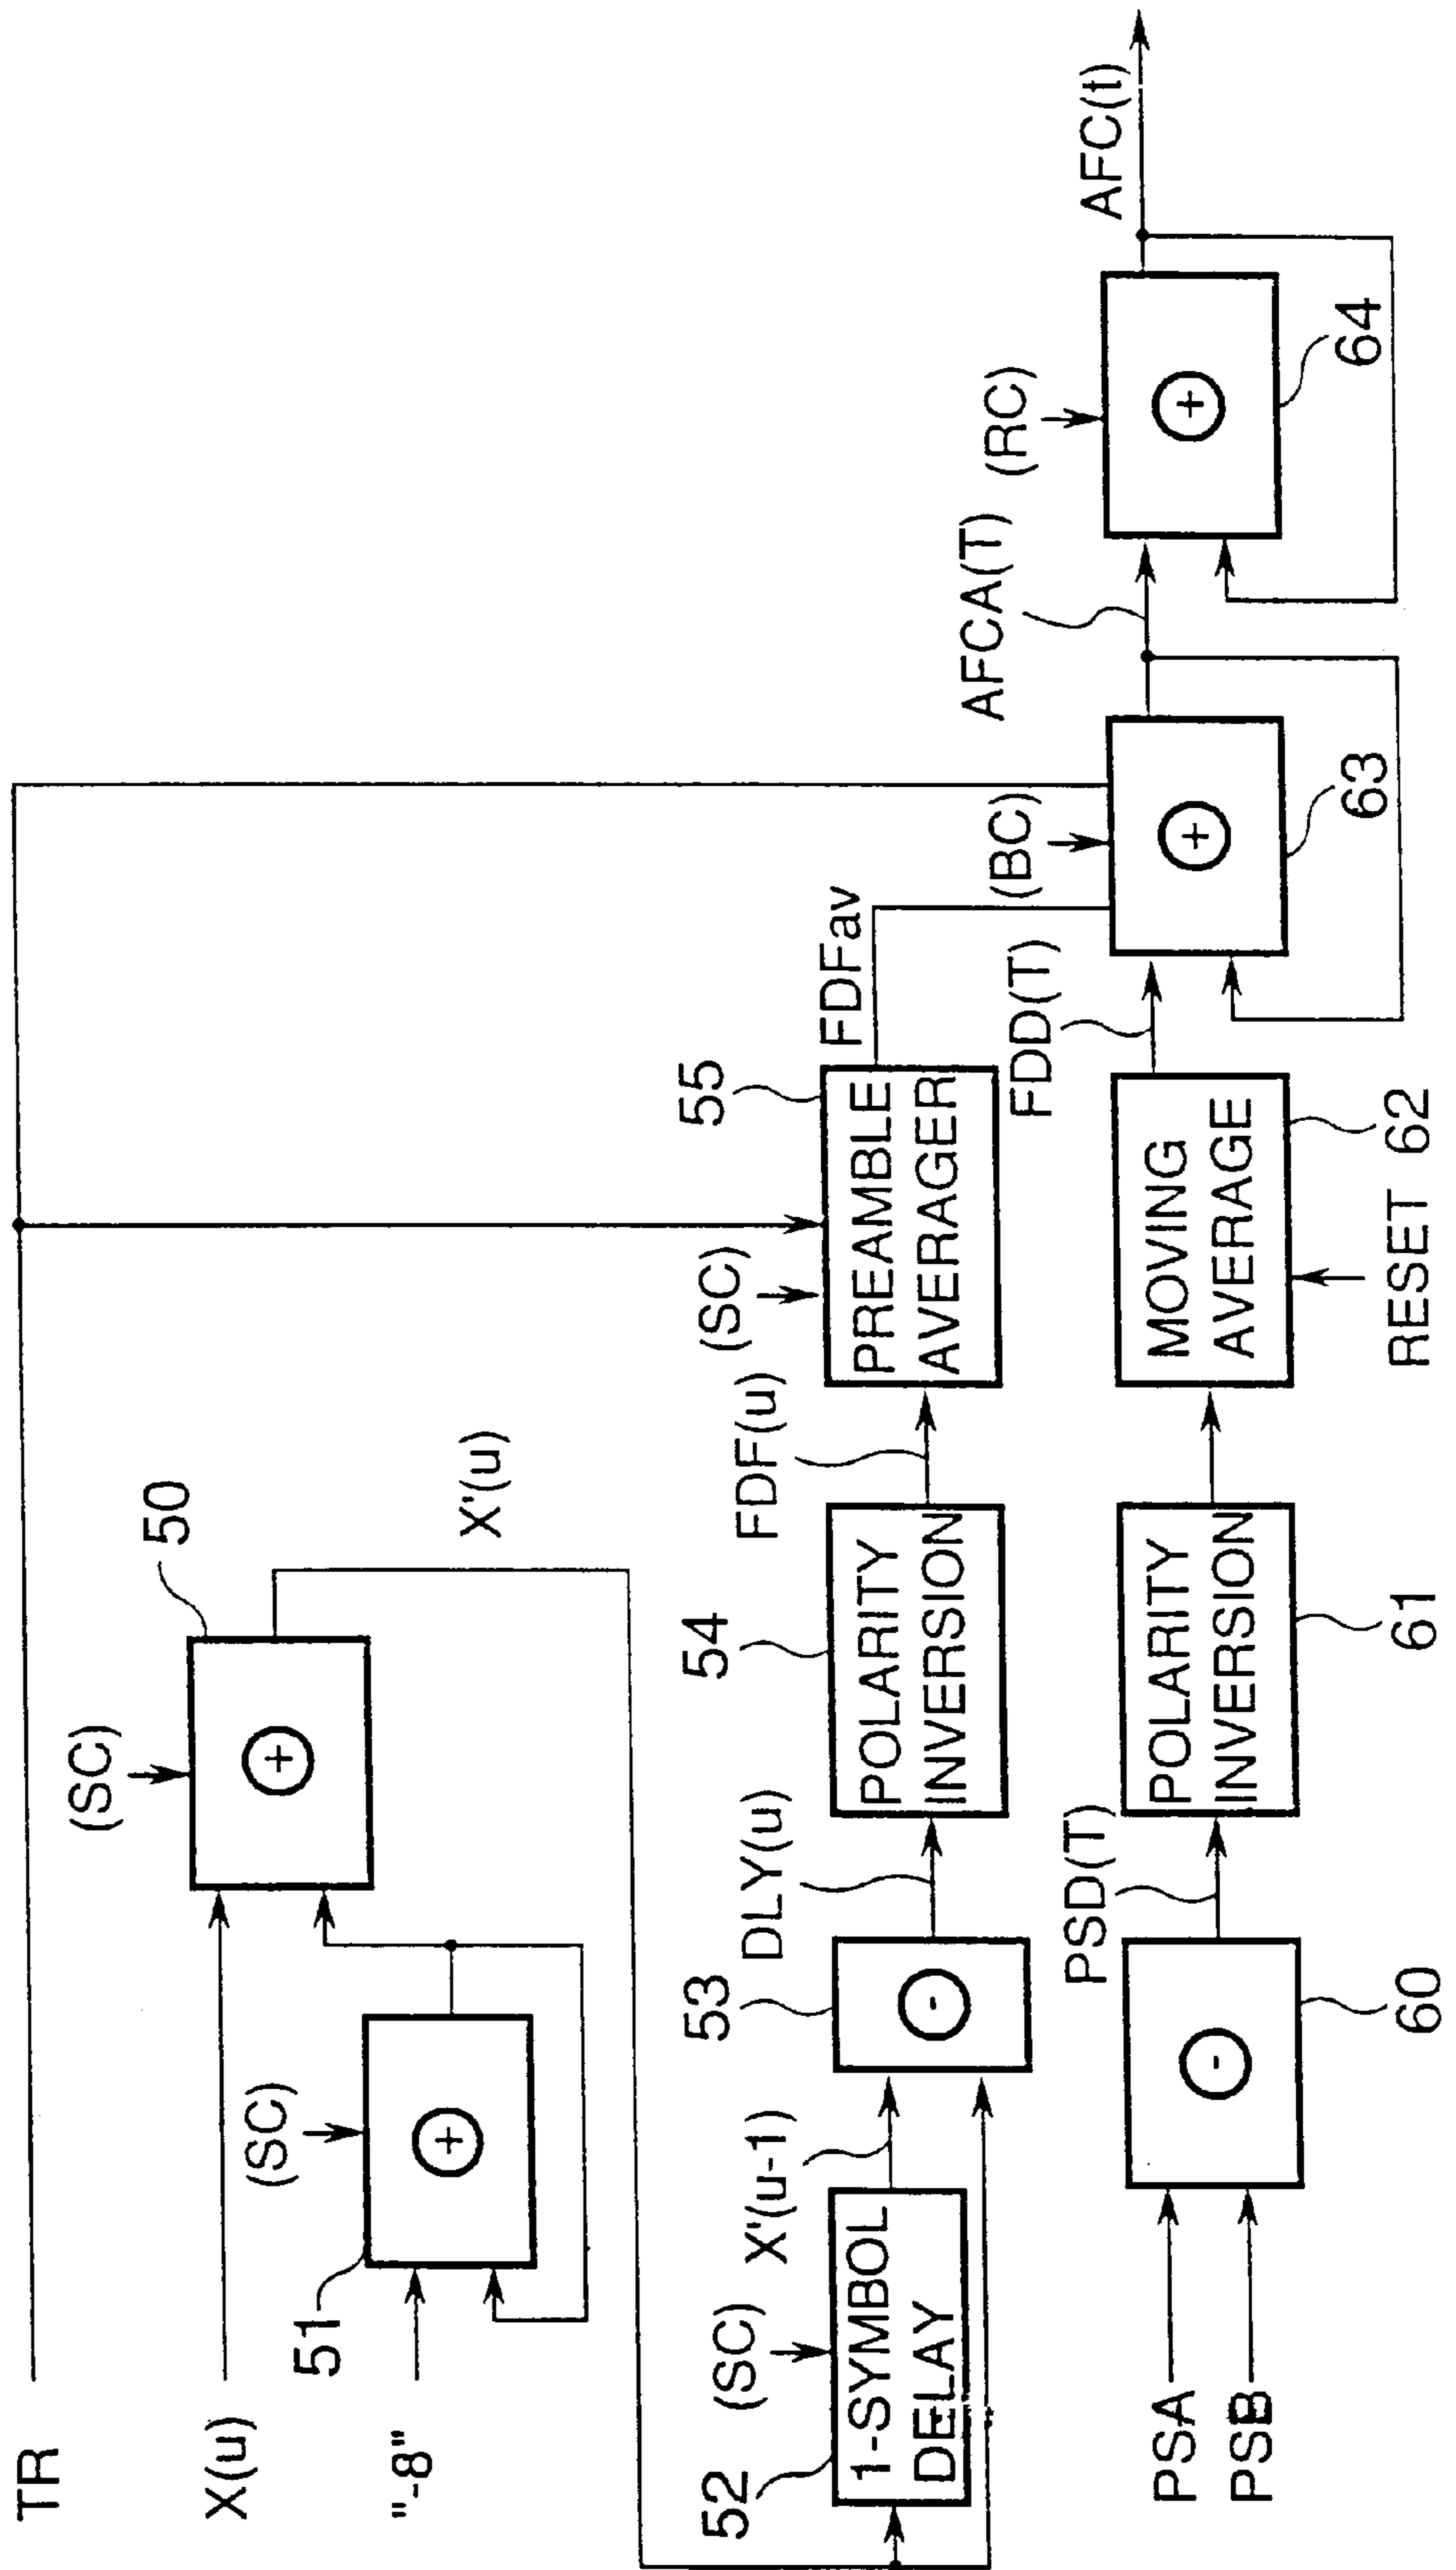 TR
X(u)
"-8"
51
(SC)
+
(SC)
+
50
X'(u)
52
(SC)
1-SYMBOL
DELAY
X'(u-1)
53
-
DLY(u)
54
POLARITY
INVERSION
FDF(u)
(SC)
55
PREAMBLE
AVERAGER
FDFav
PSA
PSB
-
60
PSD(T)
POLARITY
INVERSION
61
MOVING
AVERAGE
RESET
62
FDD(T)
(BC)
+
63
AFCA(T)
(RC)
+
64
AFC(t)